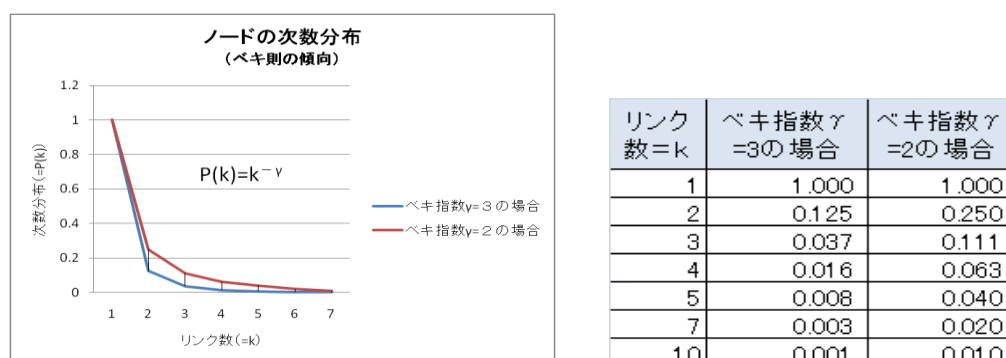 ノードの次数分布
(ベキ則の傾向)
1.2
1
0.8
0.6
0.4
0.2
0
次数分布(=P(k))
P(k)=k－γ
1 2 3 4 5 6 7
リンク数(=k)
ベキ指数γ=３の場合
ベキ指数γ=２の場合
リンク数=k ベキ指数γ=3の場合 ベキ指数γ=2の場合
1 1.000 1.000
2 0.125 0.250
3 0.037 0.111
4 0.016 0.063
5 0.008 0.040
7 0.003 0.020
10 0.001 0.010